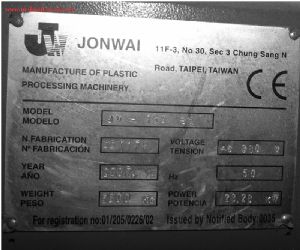 JW JONWAI
11F-3, No 30, Sec 3 Chung Sang N
Road, TAIPEI, TAIWAN
MANUFACTURE OF PLASTIC
PROCESSING MACHINERY.
CE
MODEL
MODELO
N.FABRICATION
Nº FABRICACIÓN
VOLTAGE
TENSION
YEAR
AÑO
Hz 50
WEIGHT
PESO
POWER
POTENCIA
For registration no:01/205/0226/02 Issued by Notified Body: 0035